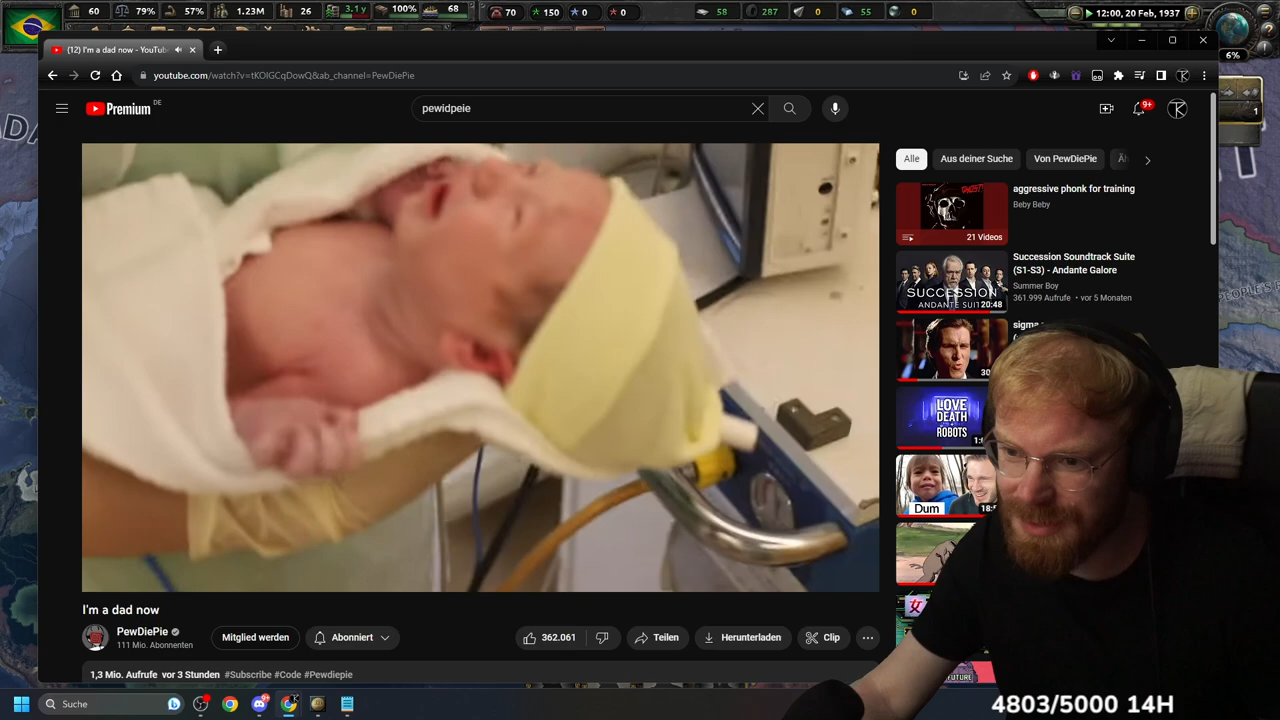 60
79%
57%
1.23M
26
3.1 y
100%
68
70
150
0
0
58
287
0
55
0
12:00, 20 Feb, 1937
6%
(12) I'm a dad now - YouTub
youtube.com/watch?v=tKOIGCqDowQ&ab_channel=PewDiePie
Premium DE
pewidpeie
9+
Alle
Aus deiner Suche
Von PewDiePie
Äh
aggressive phonk for training
Beby Beby
21 Videos
Succession Soundtrack Suite
(S1-S3) - Andante Galore
Summer Boy
361.999 Aufrufe • vor 5 Monaten
SUCCESSION
ANDANTE SUIT
20:48
sigma
30
LOVE
DEATH
ROBOTS
Dum
女
I'm a dad now
PewDiePie
111 Mio. Abonnenten
Mitglied werden
Abonniert
362.061
Teilen
Herunterladen
Clip
1,3 Mio. Aufrufe vor 3 Stunden #Subscribe #Code #Pewdiepie
Suche
4803/5000 14H